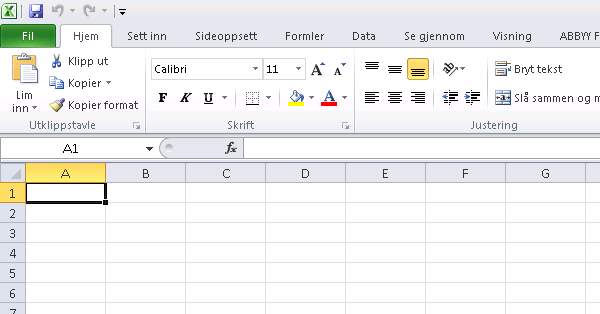 Fil Hjem Sett inn Sideoppsett Formler Data Se gjennom Visning ABBYY F
Lim inn
Klipp ut
Kopier
Kopier format
Utklippstavle
Calibri 11 A A
F K U A
Skrift
ab
Bryt tekst
Slå sammen og m
Justering
A1 fx
A B C D E F G
1
2
3
4
5
6
7